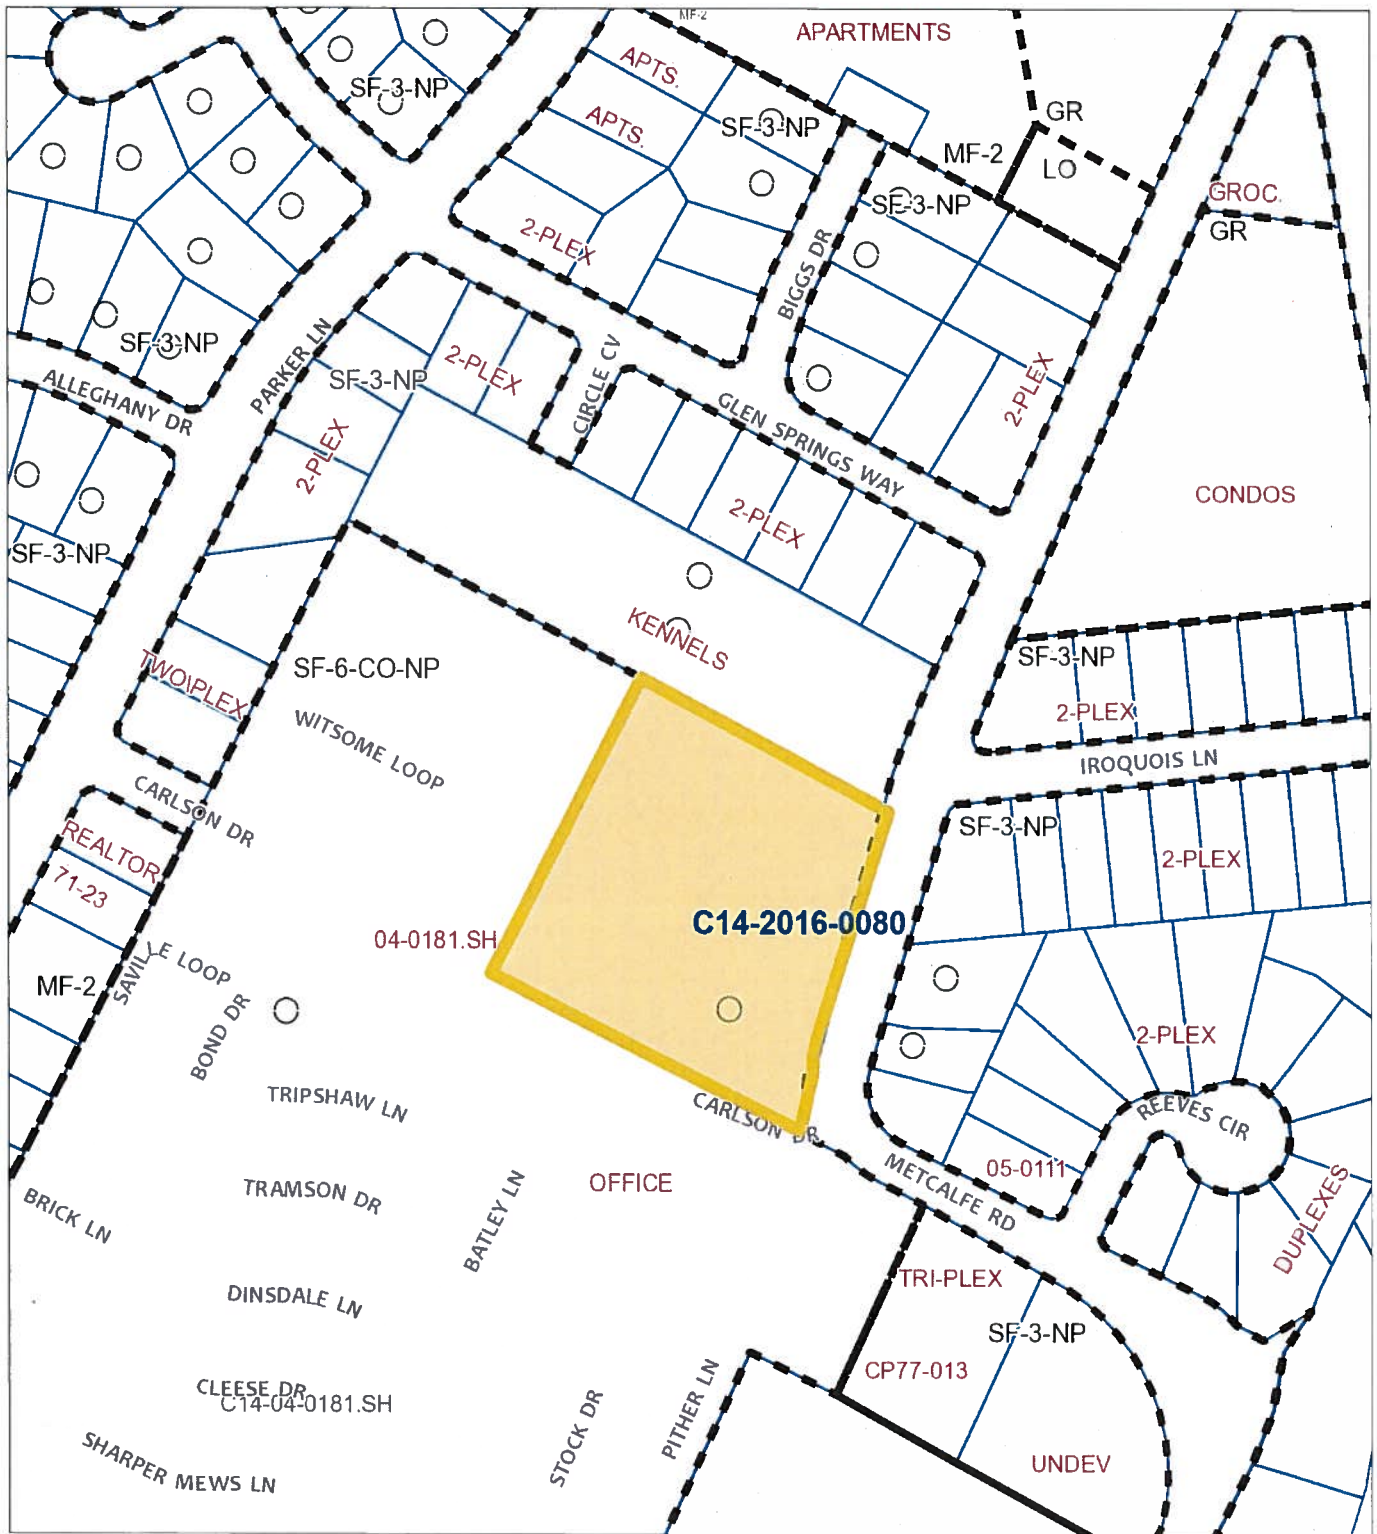 MF-2
APARTMENTS
APTS.
SF-3-NP
GR
APTS.
SF-3-NP
MF-2
LO
GROC.
SF-3-NP
GR
2-PLEX
BIGGS DR
SF-3-NP
PARKER LN
CIRCLE CV
2-PLEX
SF-3-NP
2-PLEX
ALLEGHANY DR
GLEN SPRINGS WAY
2-PLEX
CONDOS
2-PLEX
SF-3-NP
KENNELS
SF-3-NP
SF-6-CO-NP
TWO\PLEX
2-PLEX
WITSOME LOOP
IROQUOIS LN
CARLSON DR
SF-3-NP
REALTOR
2-PLEX
71-23
C14-2016-0080
04-0181.SH
SAVILLE LOOP
MF-2
BOND DR
2-PLEX
TRIPSHAW LN
CARLSON DR
REEVES CIR
05-0111
METCALFE RD
OFFICE
TRAMSON DR
BATLEY LN
BRICK LN
DUPLEXES
TRI-PLEX
DINSDALE LN
SF-3-NP
CP77-013
CLEESE DR
C14-04-0181.SH
STOCK DR
PITHER LN
SHARPER MEWS LN
UNDEV